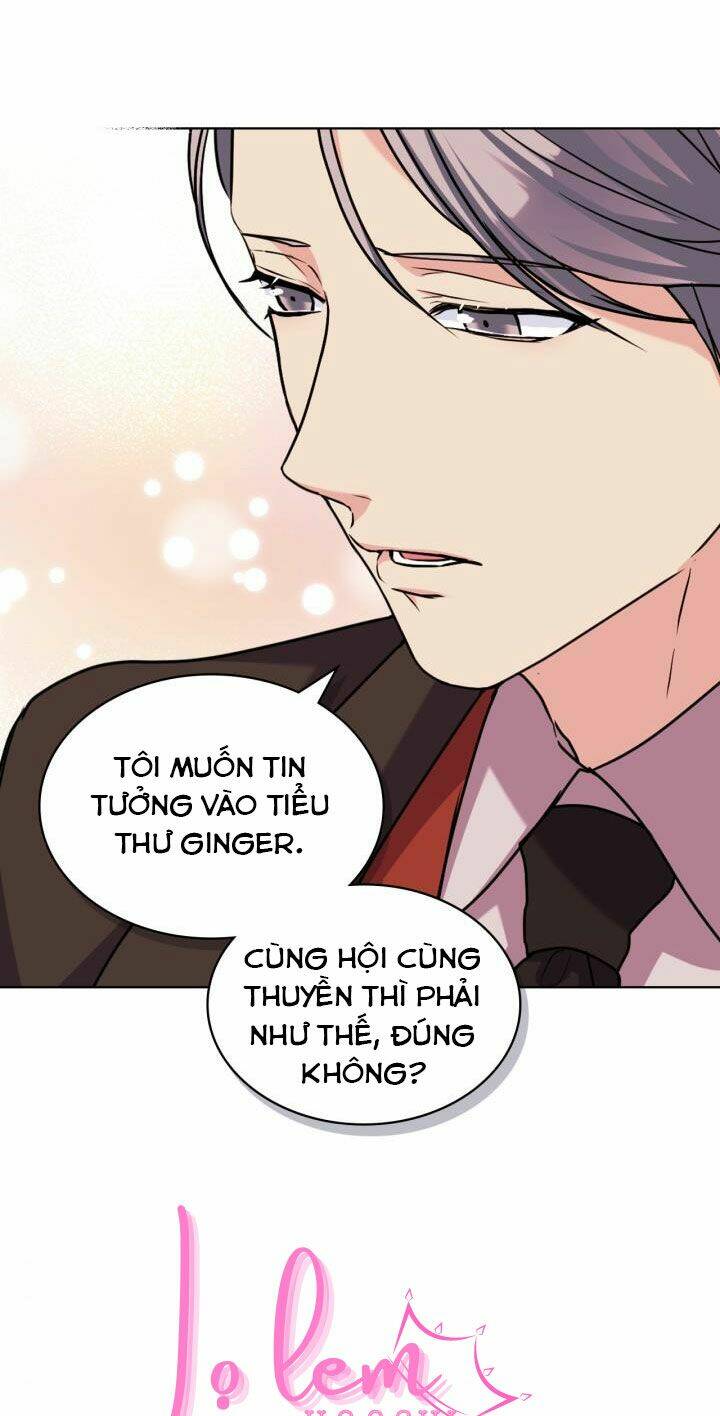 TÔI MUỐN TIN
TƯỞNG VÀO TIỂU
THƯ GINGER.
CÙNG HỘI CÙNG
THUYỀN THÌ PHẢI
NHƯ THẾ, ĐÚNG
KHÔNG?
Lọ lem